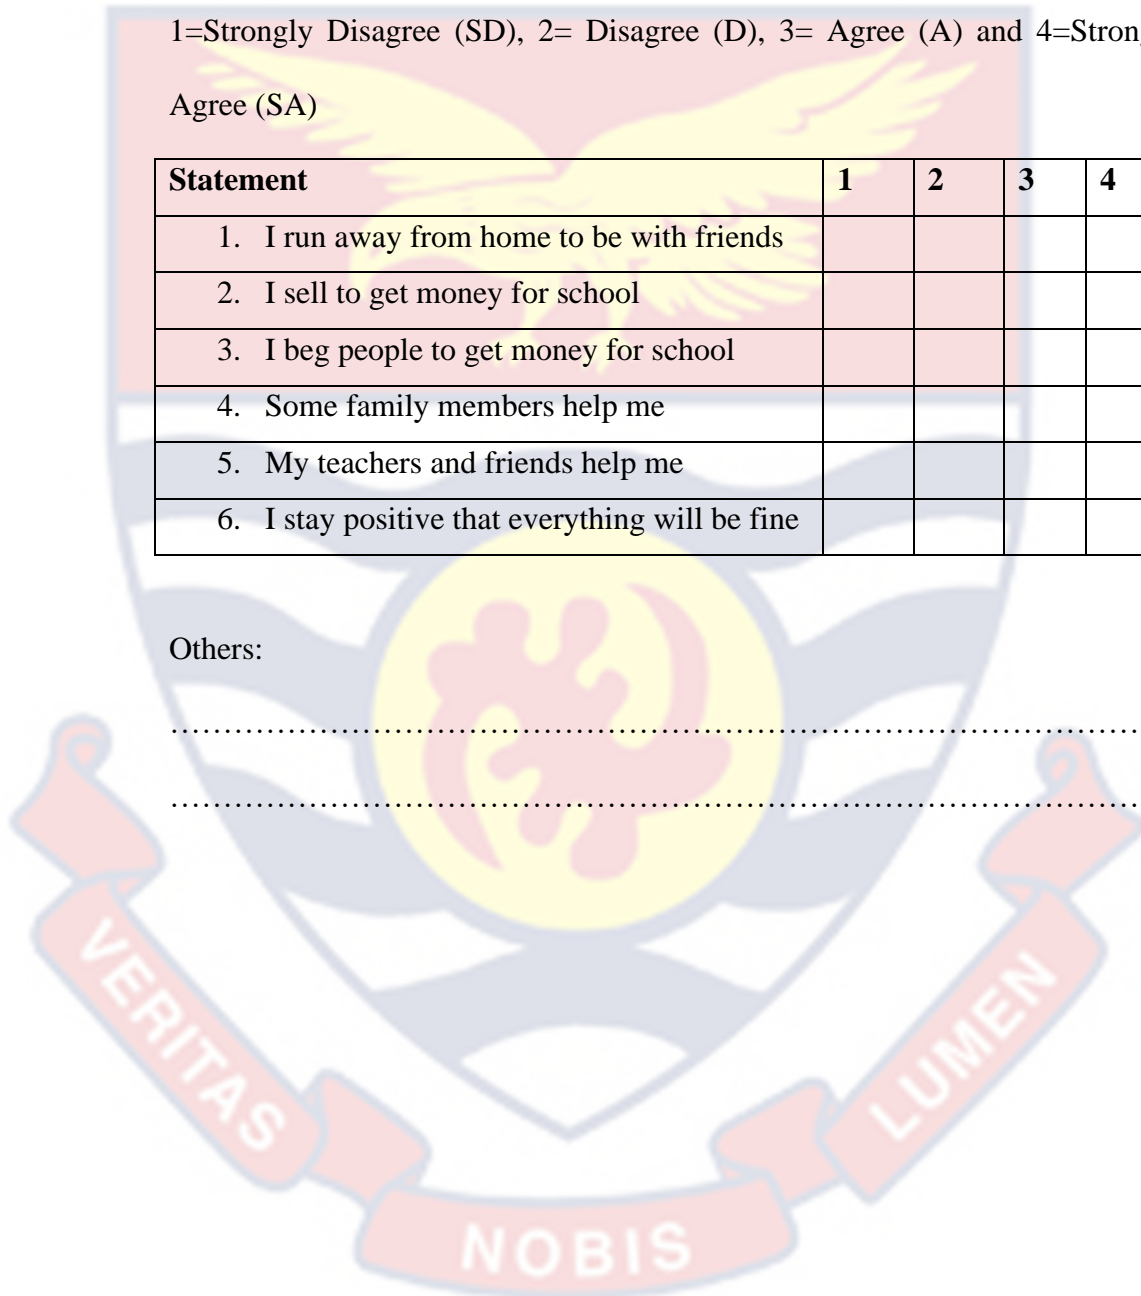 1=Strongly Disagree (SD), 2= Disagree (D), 3= Agree (A) and 4=Strong
Agree (SA)
Statement 1 2 3 4
1. I run away from home to be with friends
2. I sell to get money for school
3. I beg people to get money for school
4. Some family members help me
5. My teachers and friends help me
6. I stay positive that everything will be fine
Others:
……………………………………………………………………………
……………………………………………………………………………
VERITAS
NOBIS
LUMEN